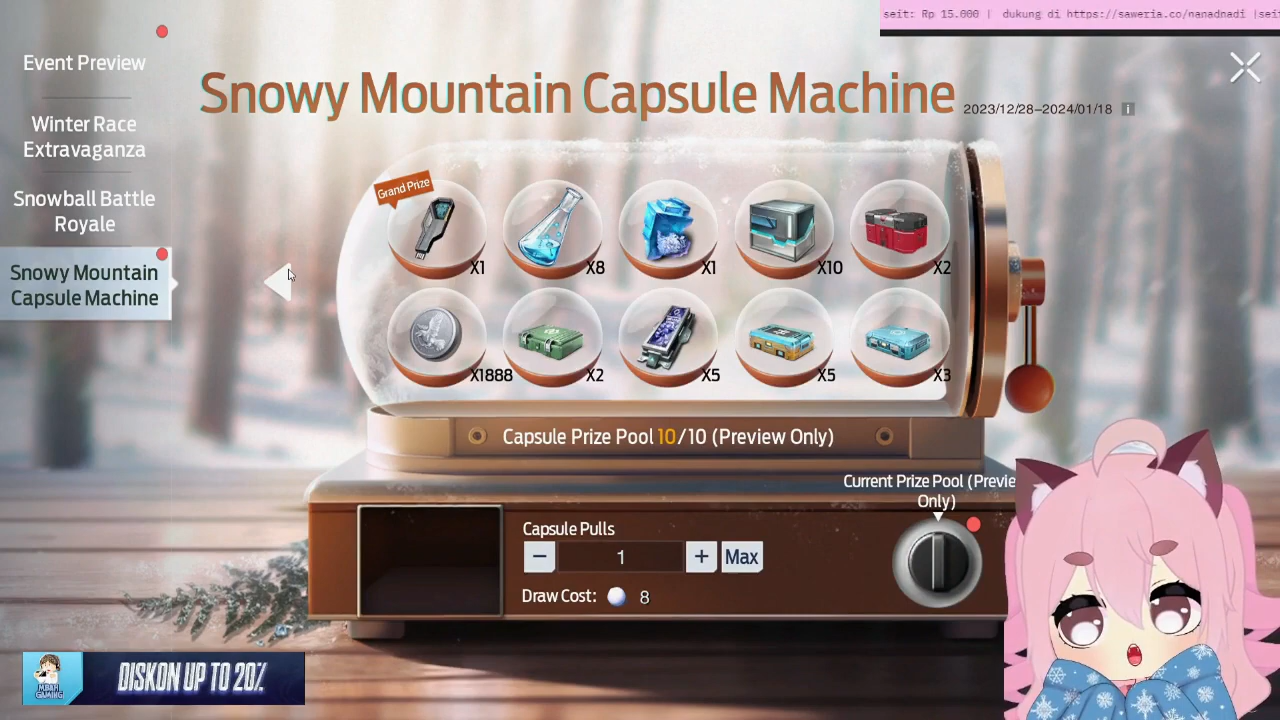 seit: Rp 15.000 | dukung di https://saweria.co/nanadnadi |seit
Event Preview
Winter Race
Extravaganza
Snowball Battle
Royale
Snowy Mountain
Capsule Machine
Snowy Mountain Capsule Machine
2023/12/28–2024/01/18
i
Grand Prize
X1
X8
X1
X10
X2
X1888
X2
X5
X5
X3
Capsule Prize Pool 10/10 (Preview Only)
Current Prize Pool (Previe
Only)
Capsule Pulls
− 1 + Max
Draw Cost: 8
MBAH
GAMING
DISKON UP TO 20%